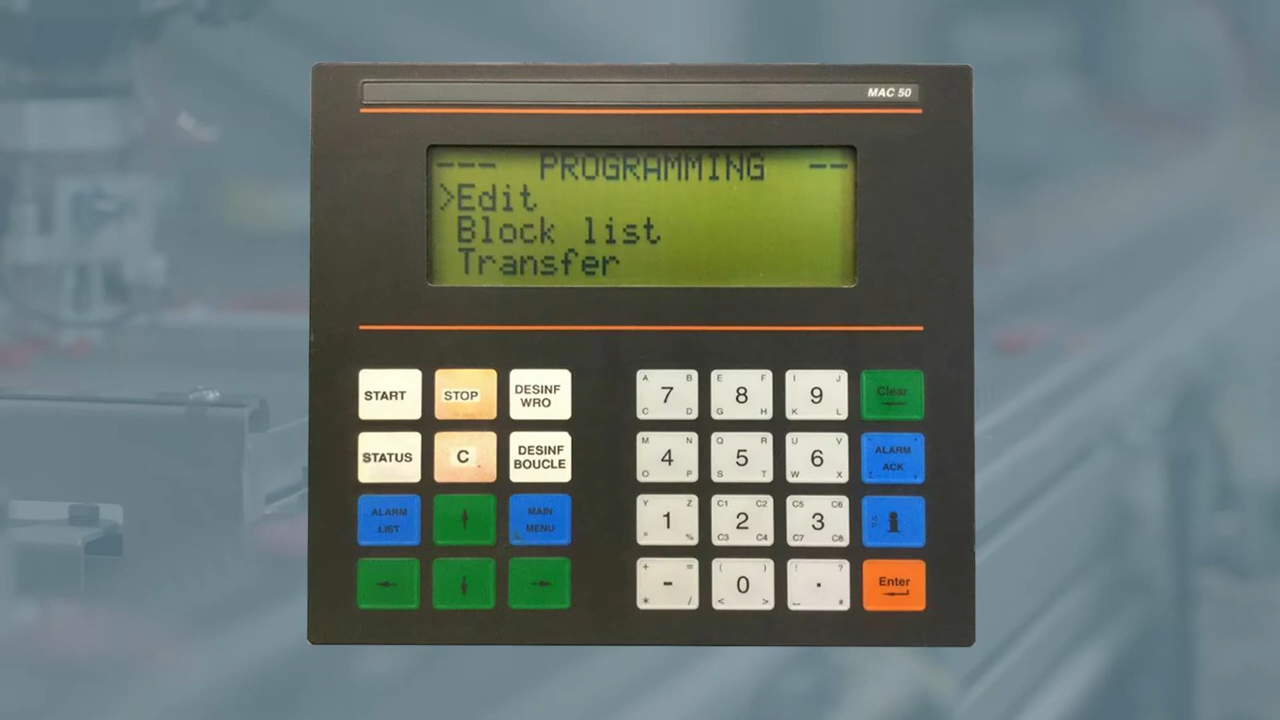 MAC 50
--- PROGRAMMING --
>Edit
Block list
Transfer
START STOP DESINF WRO
STATUS C DESINF BOUCLE
ALARM LIST MAIN MENU
A B 7 C D
E F 8 G H
I J 9 K L
Clear
M N 4 O P
Q R 5 S T
U V 6 W X
ALARM ACK
Y Z 1 ° %
C1 C2 2 C3 C4
C5 C6 3 C7 C8
i
+ = - * /
( ) 0 < >
! ? .
Enter